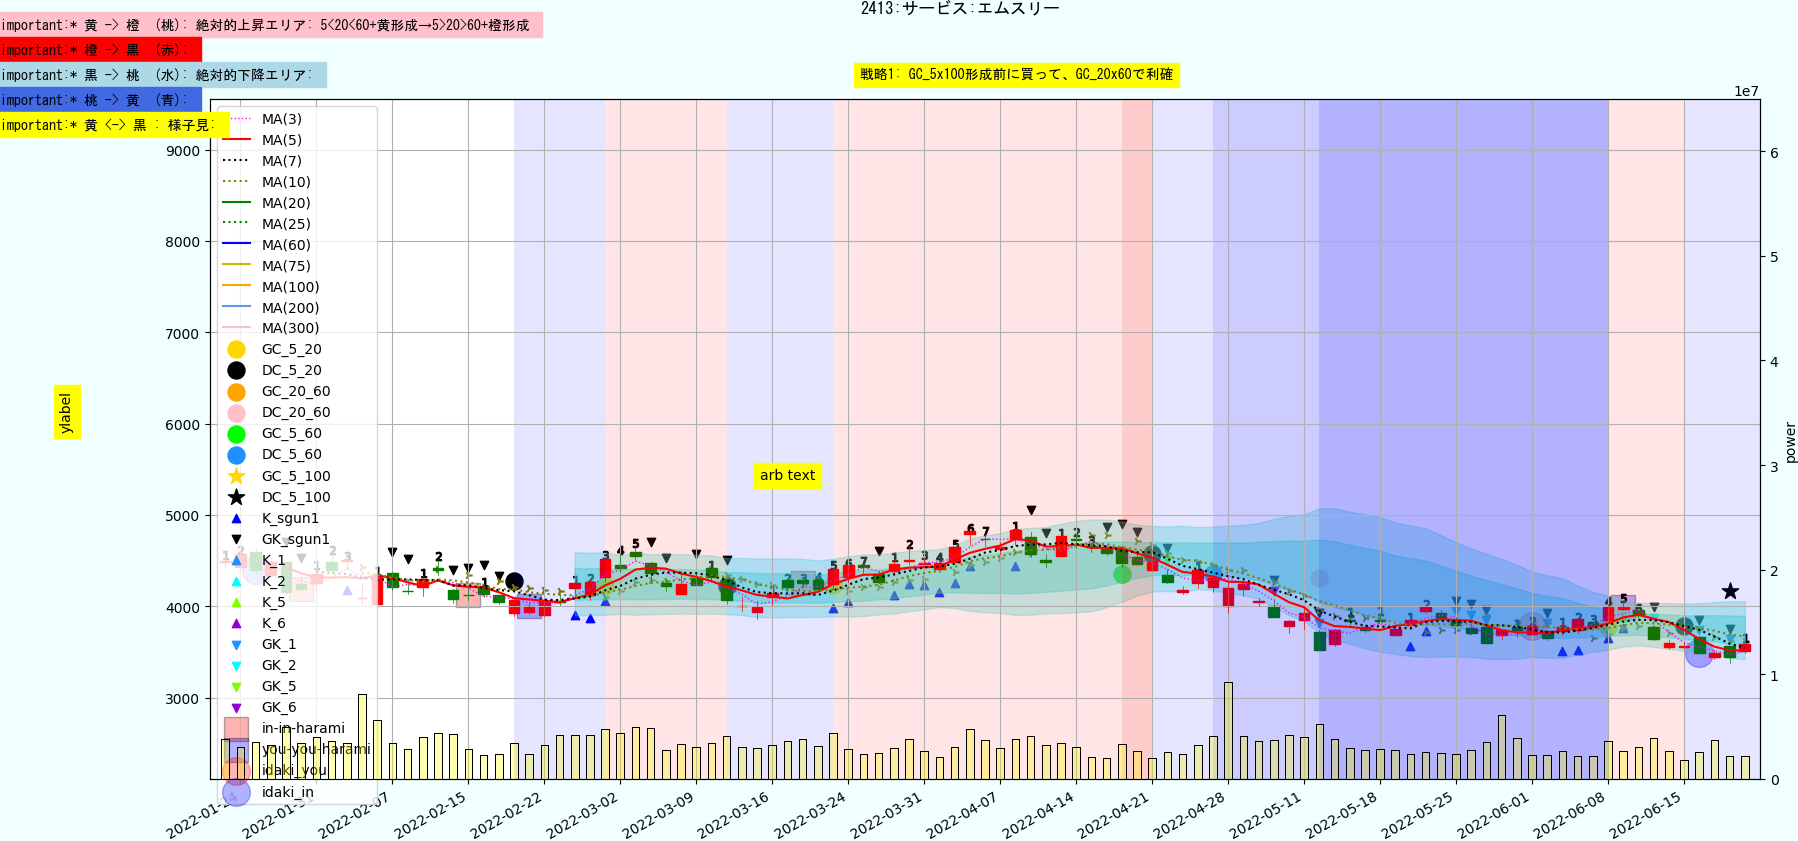 2413:サービス:エムスリー
important:* 黄 -> 橙 (桃): 絶対的上昇エリア: 5<20<60+黄形成→5>20>60+橙形成
important:* 橙 -> 黒 (赤):
important:* 黒 -> 桃 (水): 絶対的下降エリア:
戦略1: GC_5x100形成前に買って、GC_20x60で利確
important:* 桃 -> 黄 (青):
important:* 黄 <-> 黒 : 様子見:
1e7
MA(3)
MA(5)
MA(7)
MA(10)
MA(20)
MA(25)
MA(60)
MA(75)
MA(100)
MA(200)
MA(300)
GC_5_20
DC_5_20
GC_20_60
DC_20_60
GC_5_60
DC_5_60
GC_5_100
DC_5_100
K_sgun1
GK_sgun1
K_1
K_2
K_5
K_6
GK_1
GK_2
GK_5
GK_6
in-in-harami
you-you-harami
idaki_you
idaki_in
9000
8000
7000
6000
5000
4000
3000
ylabel
arb text
6
5
4
3
2
1
0
power
2022-01-31
2022-02-07
2022-02-15
2022-02-22
2022-03-02
2022-03-09
2022-03-16
2022-03-24
2022-03-31
2022-04-07
2022-04-14
2022-04-21
2022-04-28
2022-05-11
2022-05-18
2022-05-25
2022-06-01
2022-06-08
2022-06-15